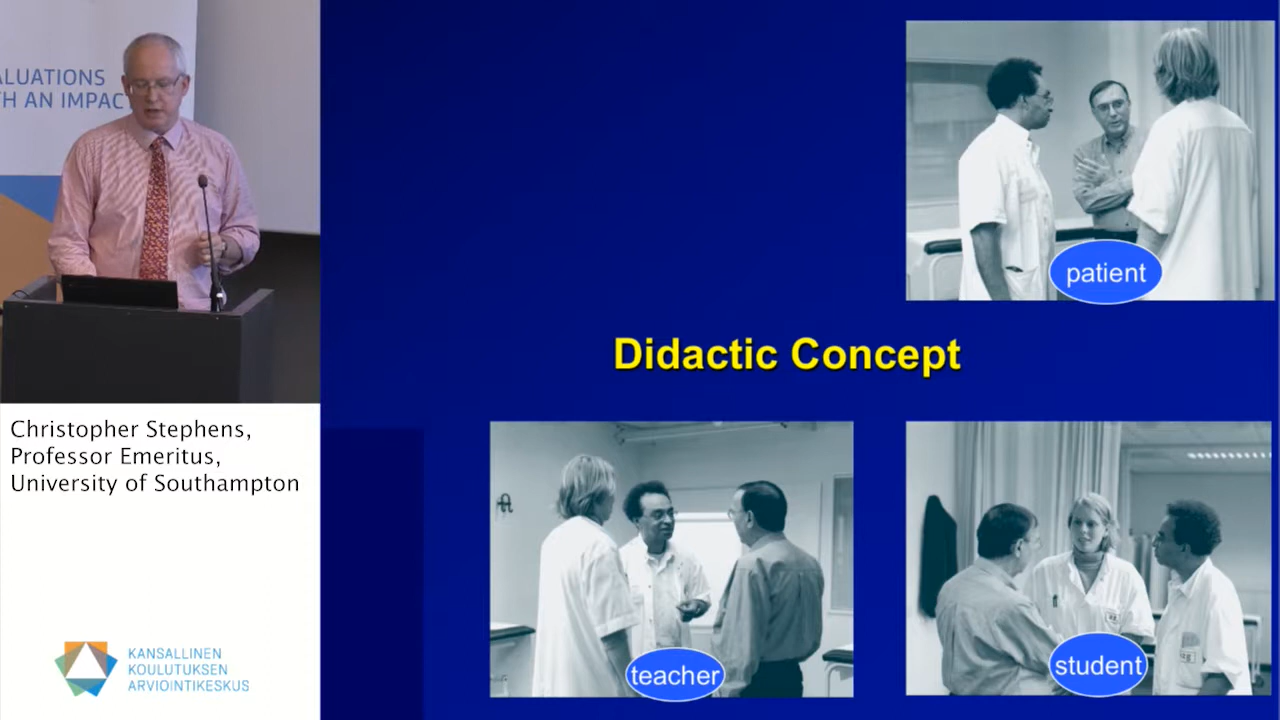 ALUATIONS
TH AN IMPACT
patient
Didactic Concept
teacher
student
Christopher Stephens,
Professor Emeritus,
University of Southampton
KANSALLINEN
KOULUTUKSEN
ARVIOINTIKESKUS